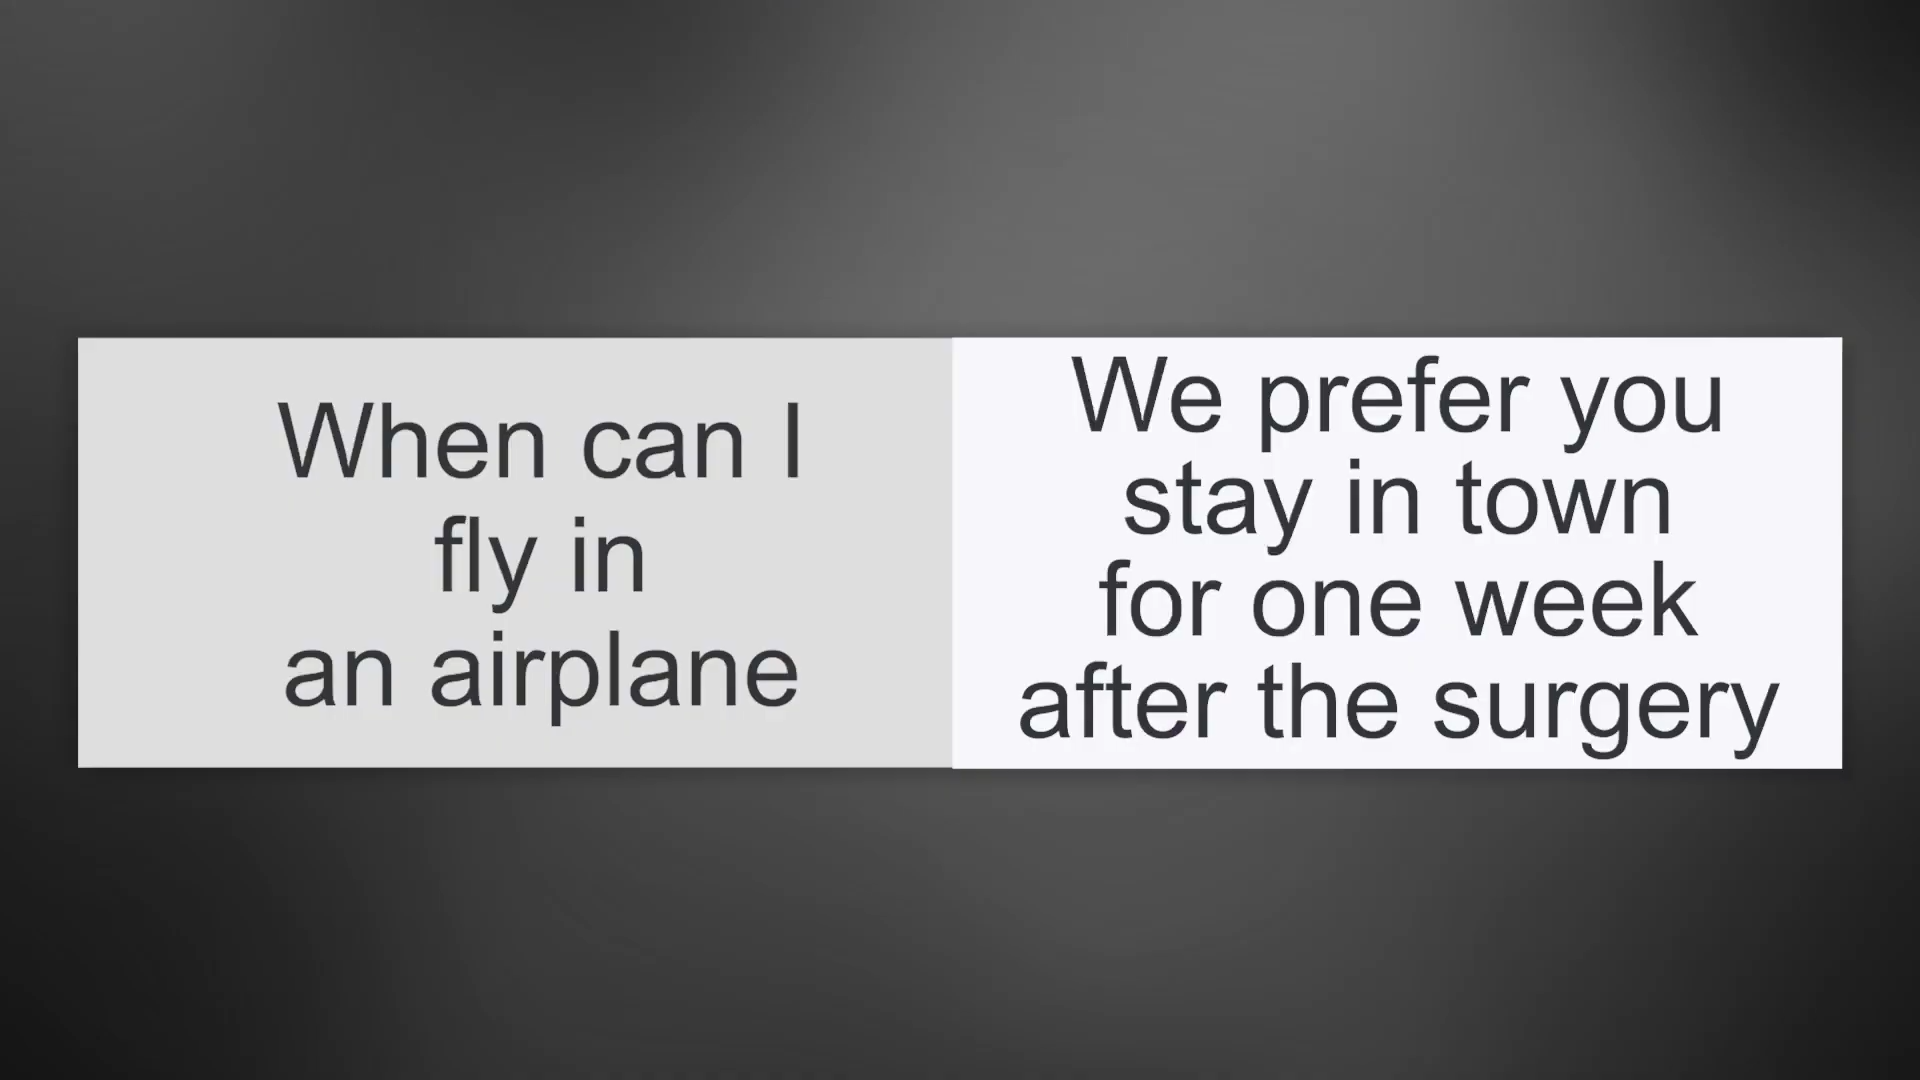 When can I
fly in
an airplane
We prefer you
stay in town
for one week
after the surgery